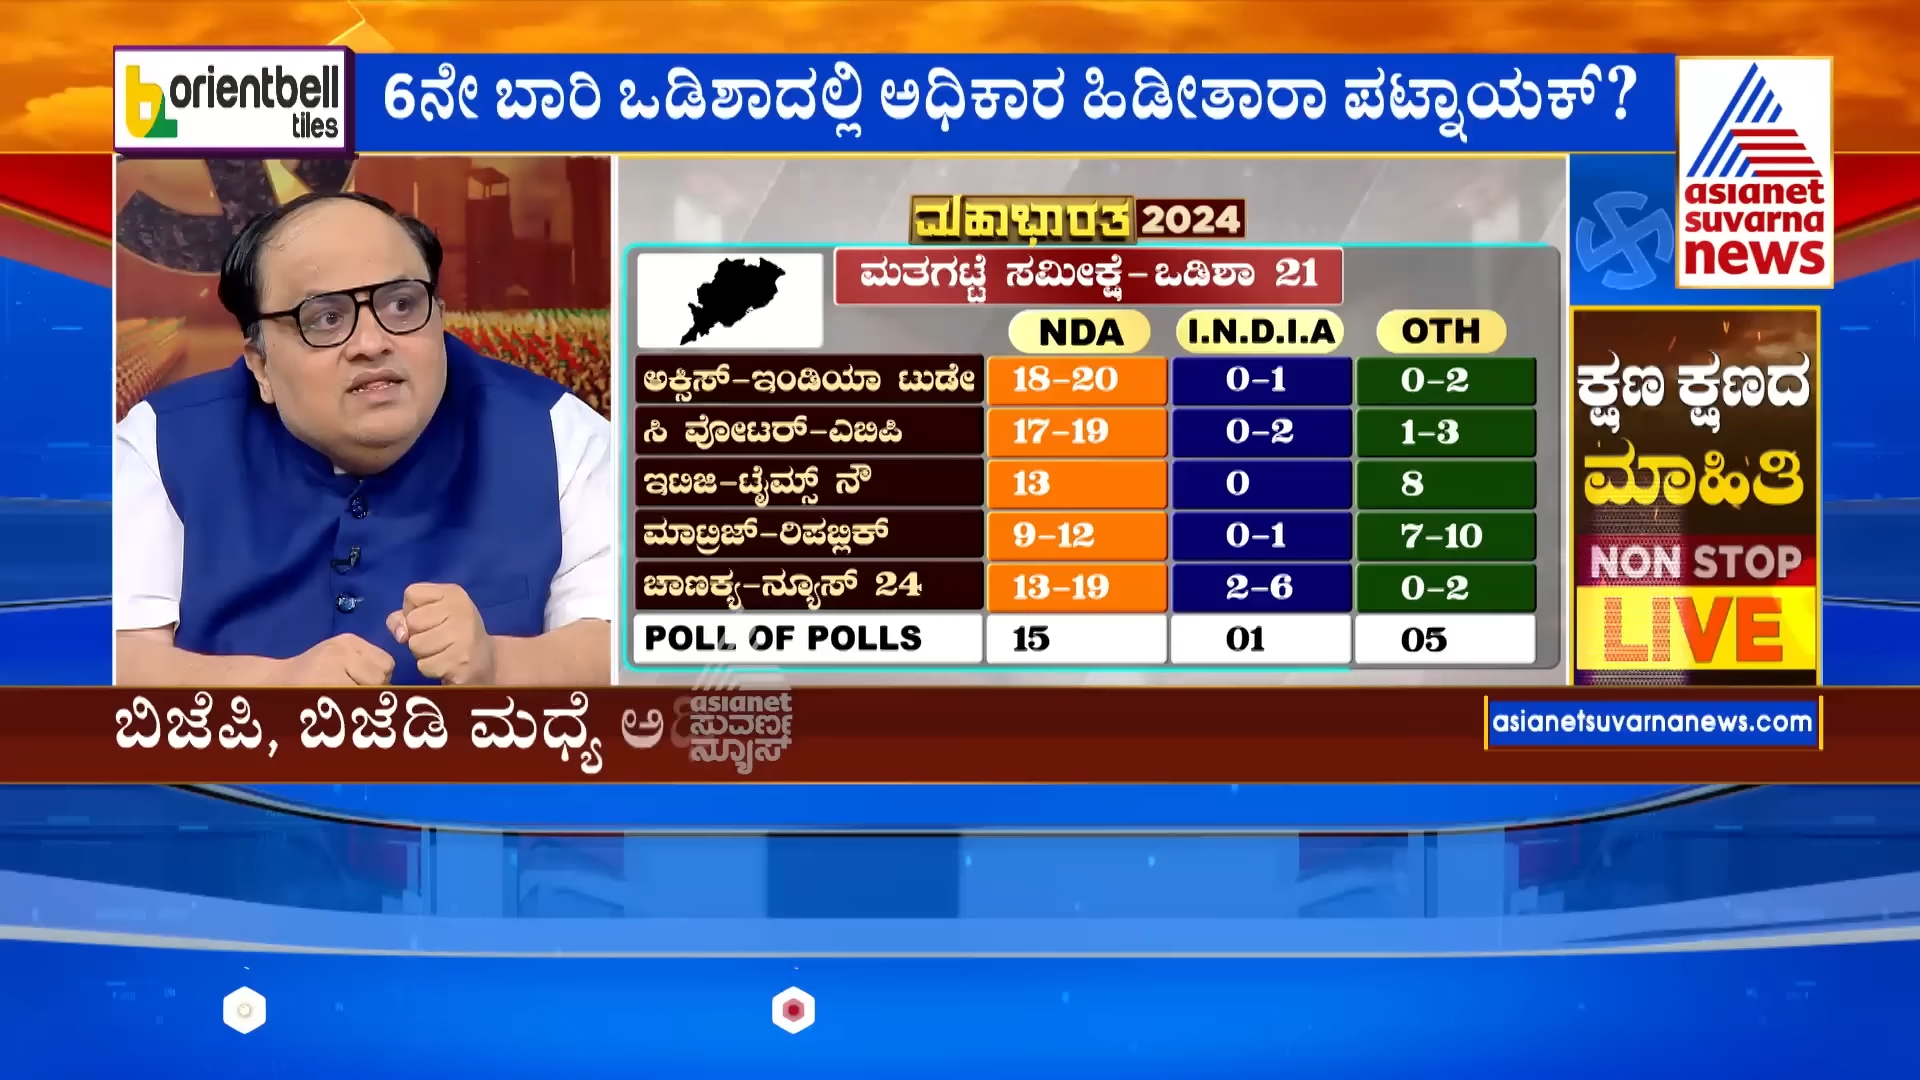 orientbell
tiles
6ನೇ ಬಾರಿ ಒಡಿಶಾದಲ್ಲಿ ಅಧಿಕಾರ ಹಿಡೀತಾರಾ ಪಟ್ನಾಯಕ್?
asianet
suvarna
news
ಮಹಾಭಾರತ 2024
ಮತಗಟ್ಟೆ ಸಮೀಕ್ಷೆ-ಒಡಿಶಾ 21
NDA I.N.D.I.A OTH
ಅಕ್ಸಿಸ್-ಇಂಡಿಯಾ ಟುಡೇ 18-20 0-1 0-2
ಸಿ ವೋಟರ್-ಎಬಿಪಿ 17-19 0-2 1-3
ಇಟಿಜಿ-ಟೈಮ್ಸ್ ನೌ 13 0 8
ಮಾಟ್ರಿಜ್-ರಿಪಬ್ಲಿಕ್ 9-12 0-1 7-10
ಚಾಣಕ್ಯ-ನ್ಯೂಸ್ 24 13-19 2-6 0-2
POLL OF POLLS 15 01 05
ಕ್ಷಣ ಕ್ಷಣದ
ಮಾಹಿತಿ
NON STOP
LIVE
ಬಿಜೆಪಿ, ಬಿಜೆಡಿ ಮಧ್ಯೆ
asianet
ಸುವರ್ಣ
ನ್ಯೂಸ್
asianetsuvarnanews.com